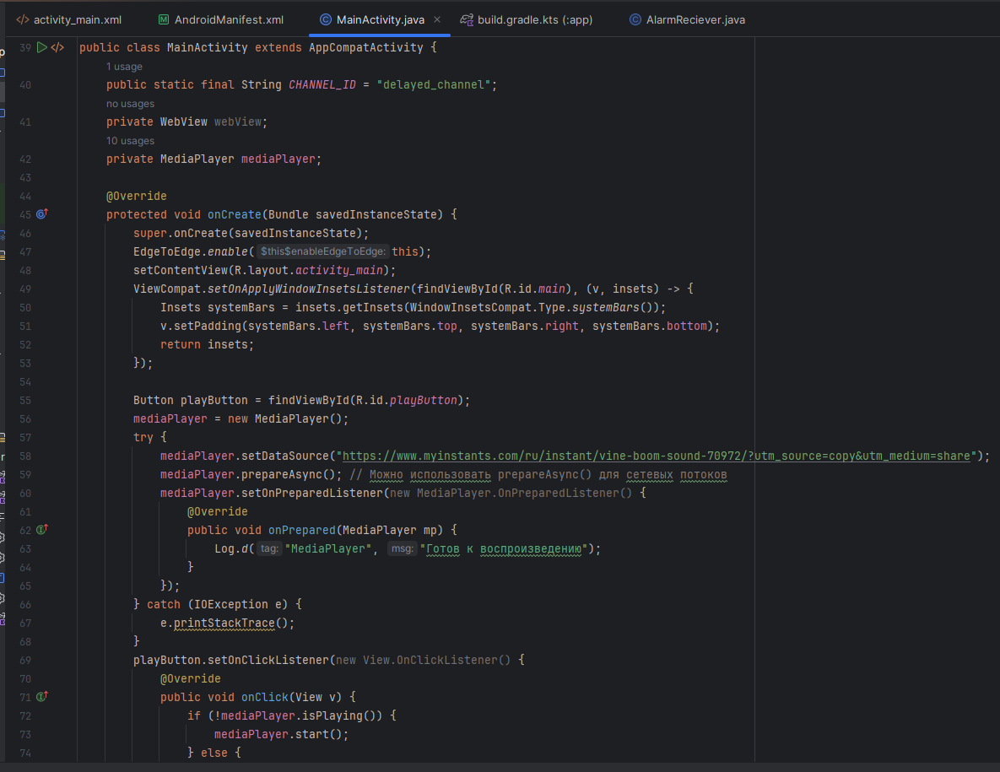 activity_main.xml AndroidManifest.xml MainActivity.java build.gradle.kts (:app) AlarmReciever.java
39 public class MainActivity extends AppCompatActivity {
1 usage
40 public static final String CHANNEL_ID = "delayed_channel";
no usages
41 private WebView webView;
10 usages
42 private MediaPlayer mediaPlayer;
43
44 @Override
45 protected void onCreate(Bundle savedInstanceState) {
46 super.onCreate(savedInstanceState);
47 EdgeToEdge.enable( $this$enableEdgeToEdge: this);
48 setContentView(R.layout.activity_main);
49 ViewCompat.setOnApplyWindowInsetsListener(findViewById(R.id.main), (v, insets) -> {
50 Insets systemBars = insets.getInsets(WindowInsetsCompat.Type.systemBars());
51 v.setPadding(systemBars.left, systemBars.top, systemBars.right, systemBars.bottom);
52 return insets;
53 });
54
55 Button playButton = findViewById(R.id.playButton);
56 mediaPlayer = new MediaPlayer();
57 try {
58 mediaPlayer.setDataSource("https://www.myinstants.com/ru/instant/vine-boom-sound-70972/?utm_source=copy&utm_medium=share");
59 mediaPlayer.prepareAsync(); // Можно использовать prepareAsync() для сетевых потоков
60 mediaPlayer.setOnPreparedListener(new MediaPlayer.OnPreparedListener() {
61 @Override
62 public void onPrepared(MediaPlayer mp) {
63 Log.d( tag: "MediaPlayer", msg: "Готов к воспроизведению");
64 }
65 });
66 } catch (IOException e) {
67 e.printStackTrace();
68 }
69 playButton.setOnClickListener(new View.OnClickListener() {
70 @Override
71 public void onClick(View v) {
72 if (!mediaPlayer.isPlaying()) {
73 mediaPlayer.start();
74 } else {